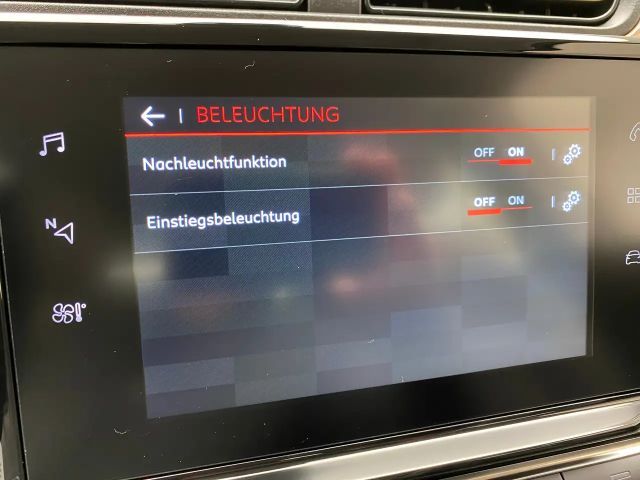 ← | BELEUCHTUNG
Nachleuchtfunktion OFF ON
Einstiegsbeleuchtung OFF ON
N